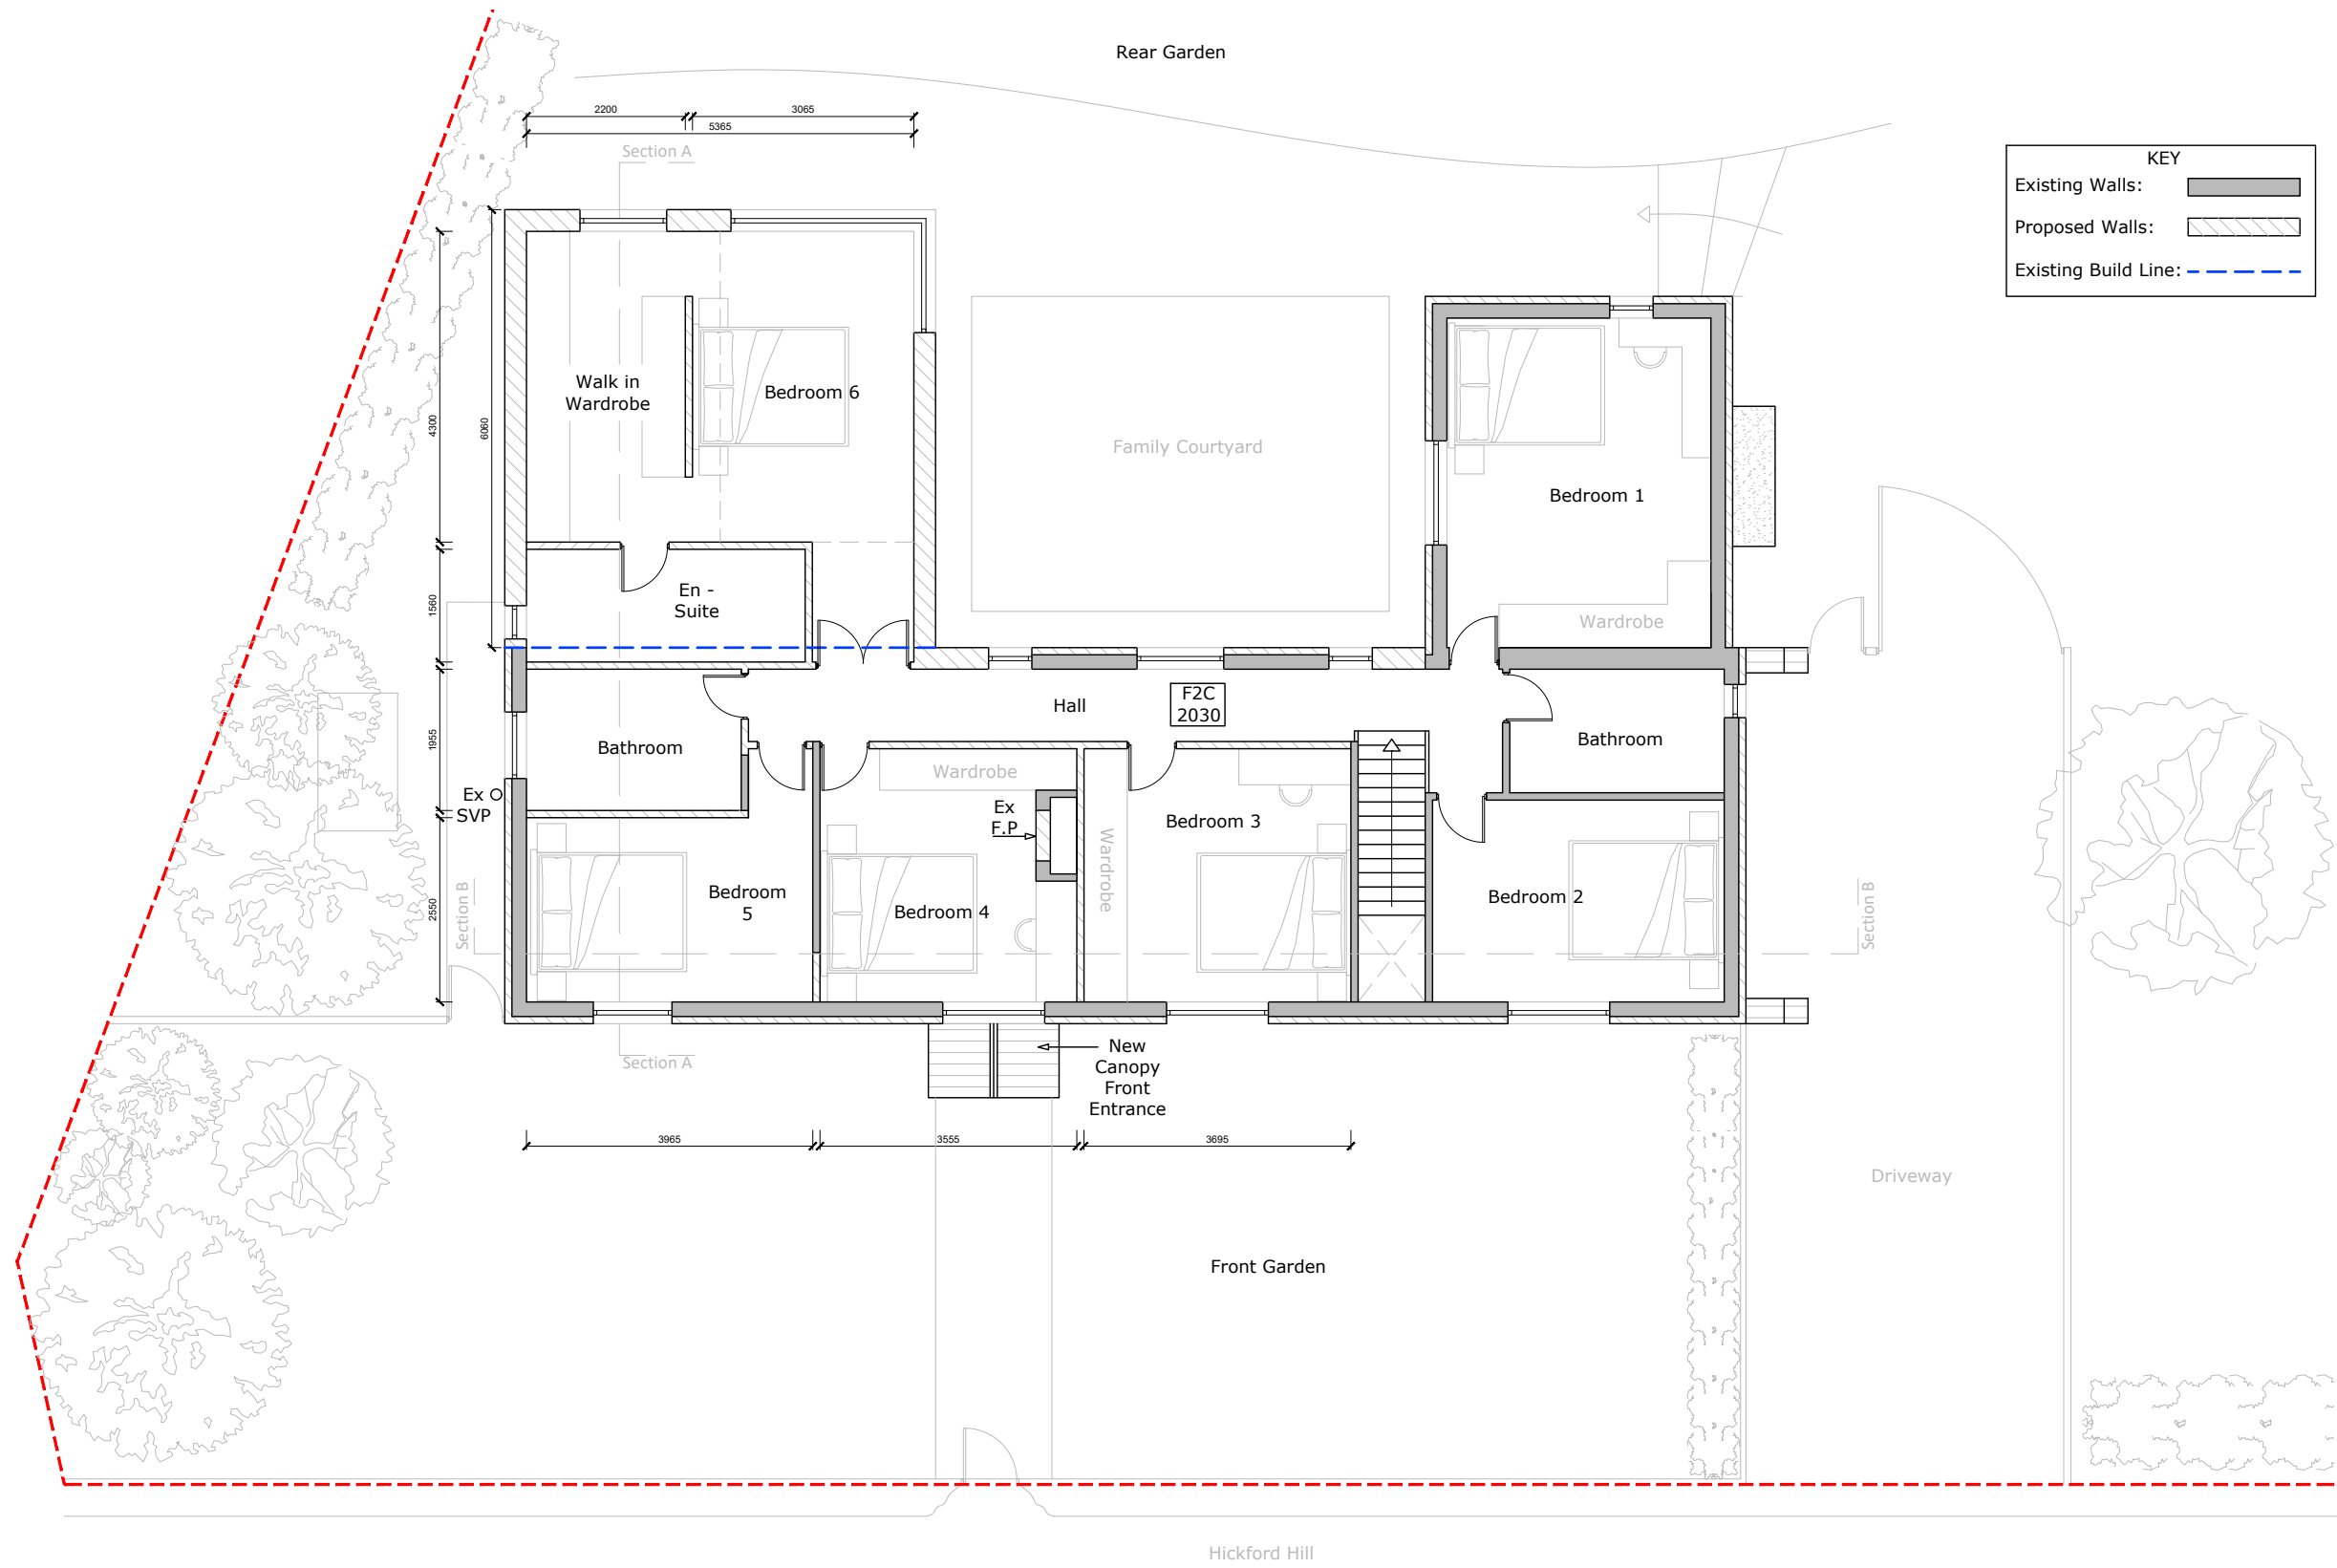 Rear Garden
2200
3065
5365
Section A
KEY
Existing Walls:
Proposed Walls:
Existing Build Line:
Walk in
Wardrobe
Bedroom 6
4300
6060
Family Courtyard
Bedroom 1
En -
Suite
1560
Wardrobe
Hall
F2C
2030
1955
Bathroom
Bathroom
Ex
SVP
Wardrobe
Ex
F.P
Bedroom 3
Wardrobe
Bedroom
5
Bedroom 4
Bedroom 2
2550
Section B
Section B
Section A
New
Canopy
Front
Entrance
3965
3555
3695
Driveway
Front Garden
Hickford Hill